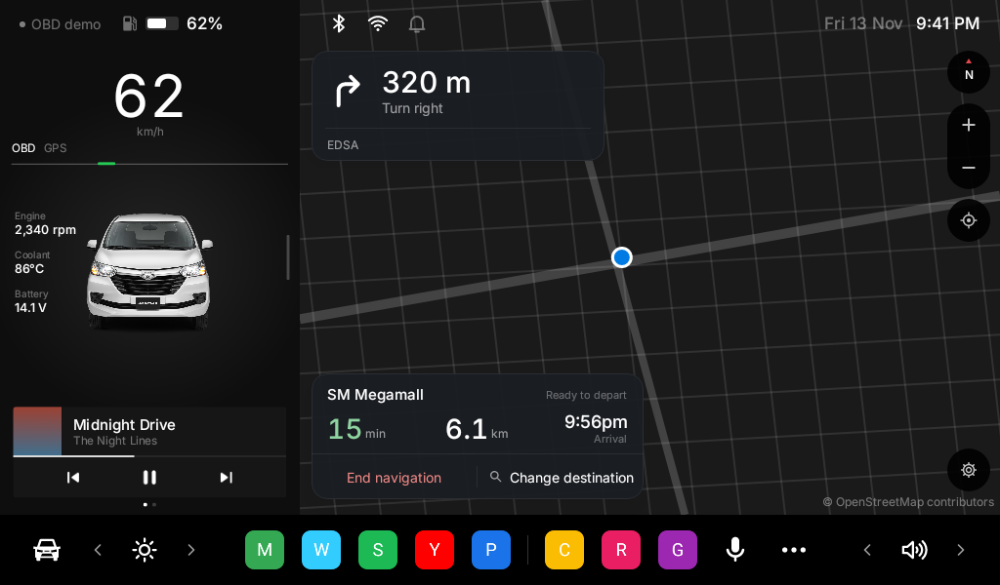 OBD demo
62%
Fri 13 Nov
9:41 PM
62
km/h
OBD GPS
Engine
2,340 rpm
Coolant
86°C
Battery
14.1 V
Midnight Drive
The Night Lines
320 m
Turn right
EDSA
N
+
−
SM Megamall
Ready to depart
15 min
6.1 km
9:56pm
Arrival
End navigation
Change destination
© OpenStreetMap contributors
M
W
S
Y
P
C
R
G